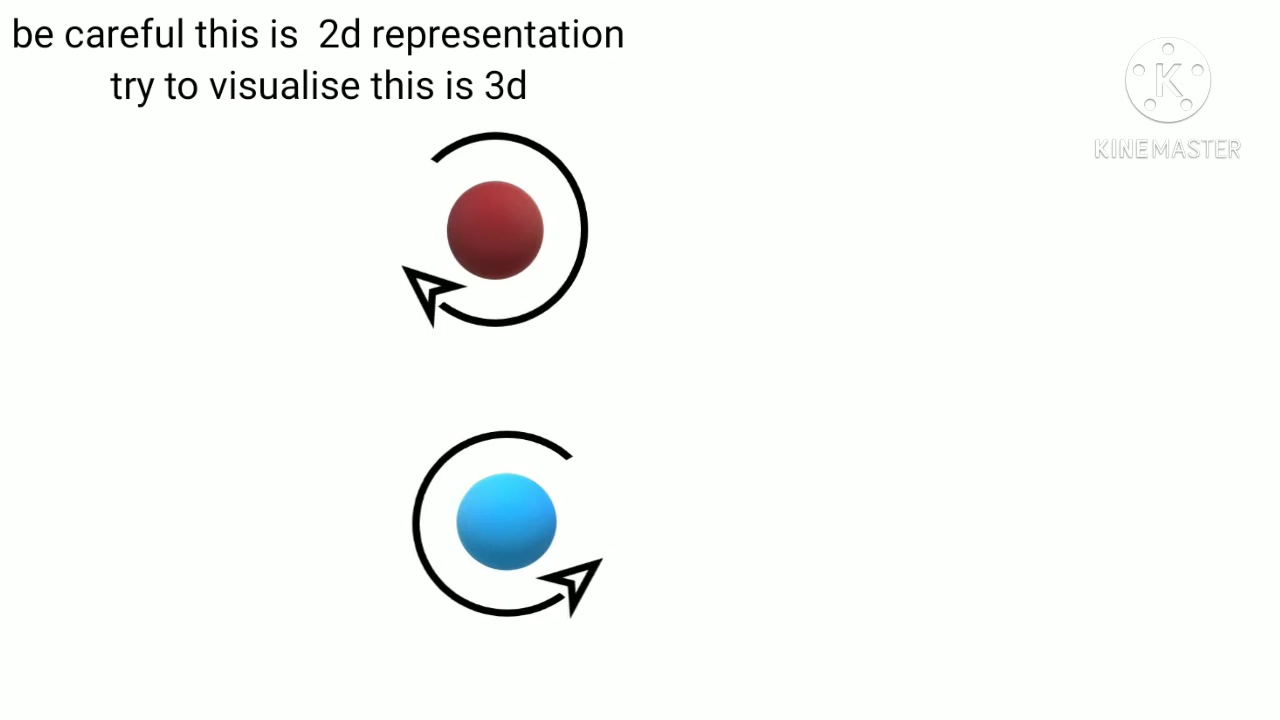 be careful this is  2d representation
try to visualise this is 3d
K
KINEMASTER